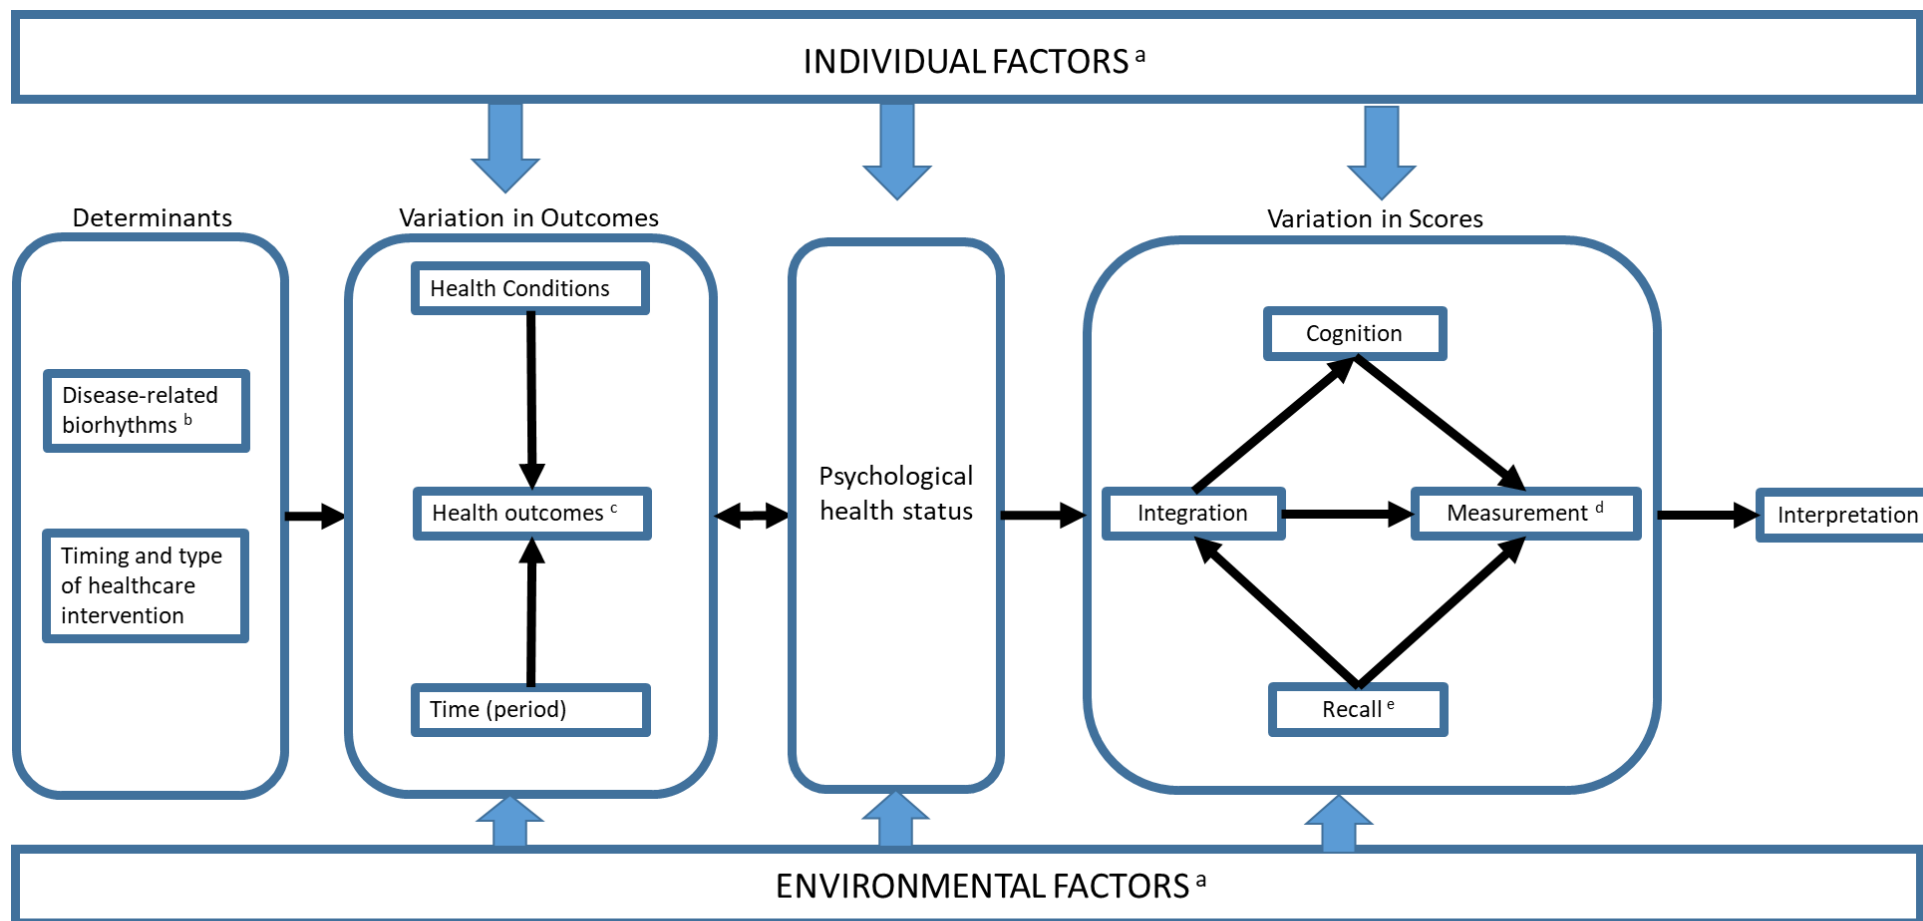 INDIVIDUAL FACTORS a
Determinants
Variation in Outcomes
Variation in Scores
Disease-related
biorhythms b
Timing and type
of healthcare
intervention
Health Conditions
Health outcomes c
Time (period)
Psychological
health status
Cognition
Integration
Measurement d
Recall e
Interpretation
ENVIRONMENTAL FACTORS a